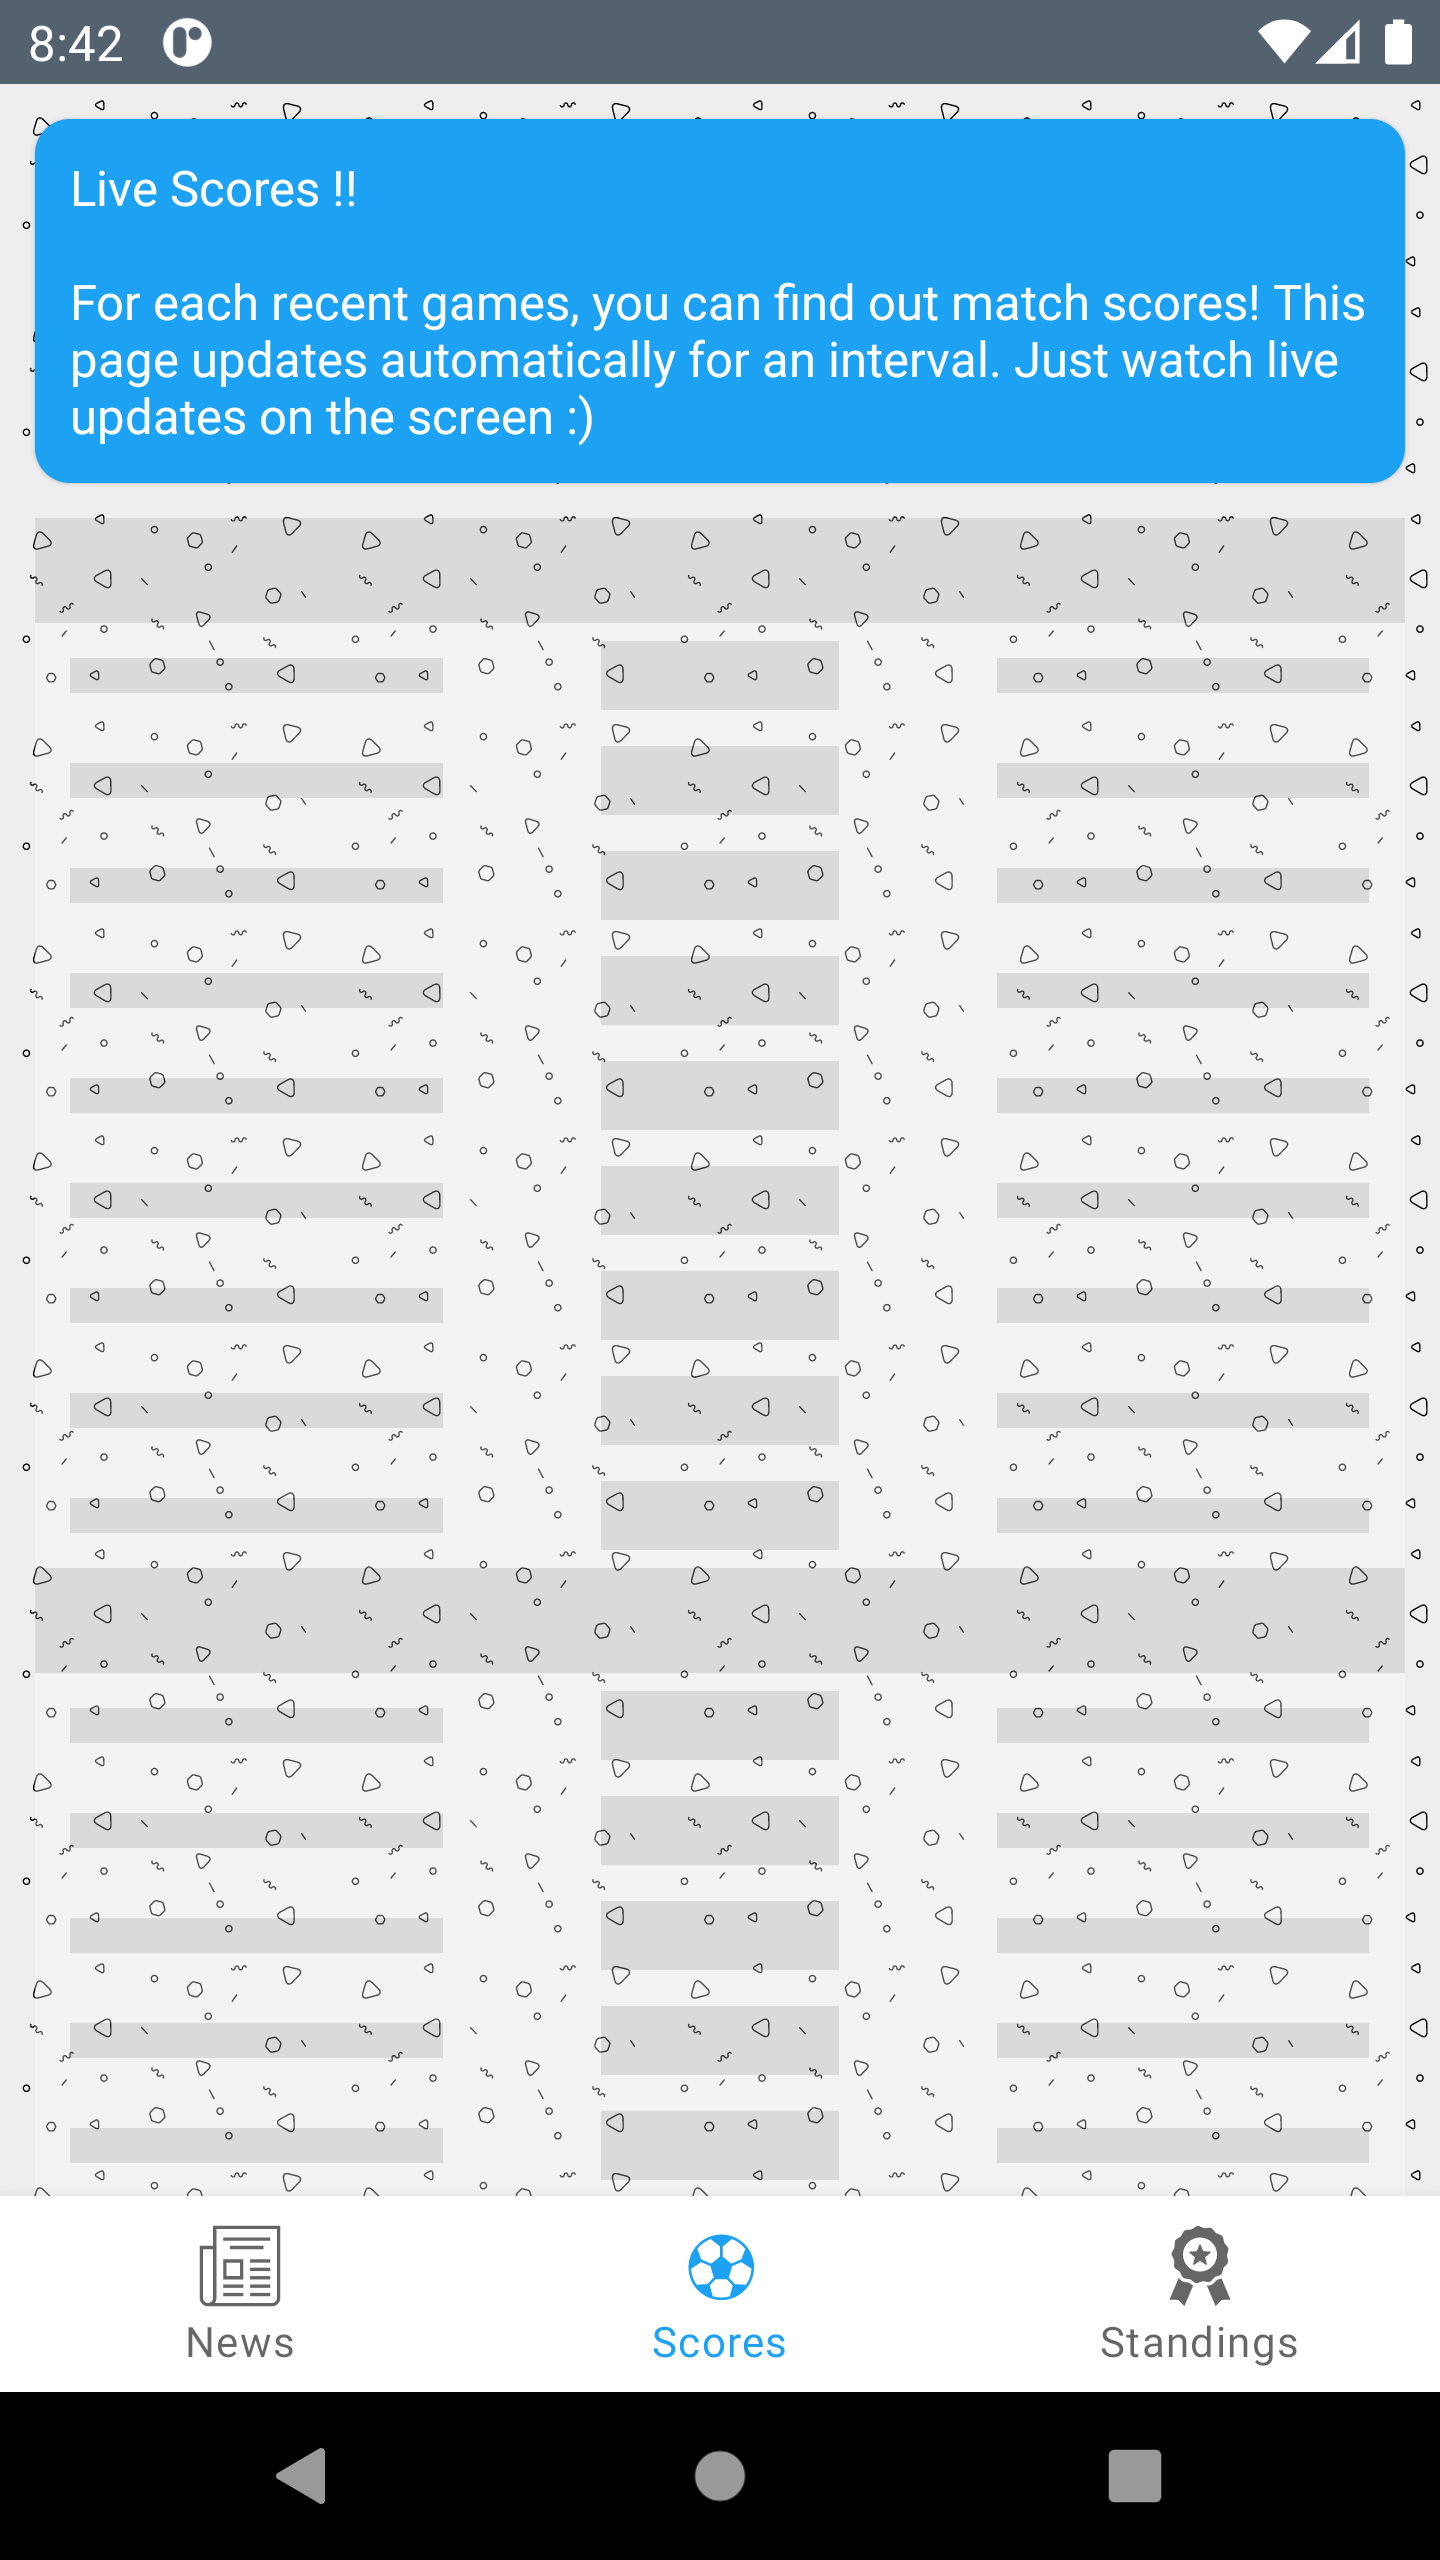 8:42
Live Scores !!
For each recent games, you can find out match scores! This
page updates automatically for an interval. Just watch live
updates on the screen :)
News
Scores
Standings